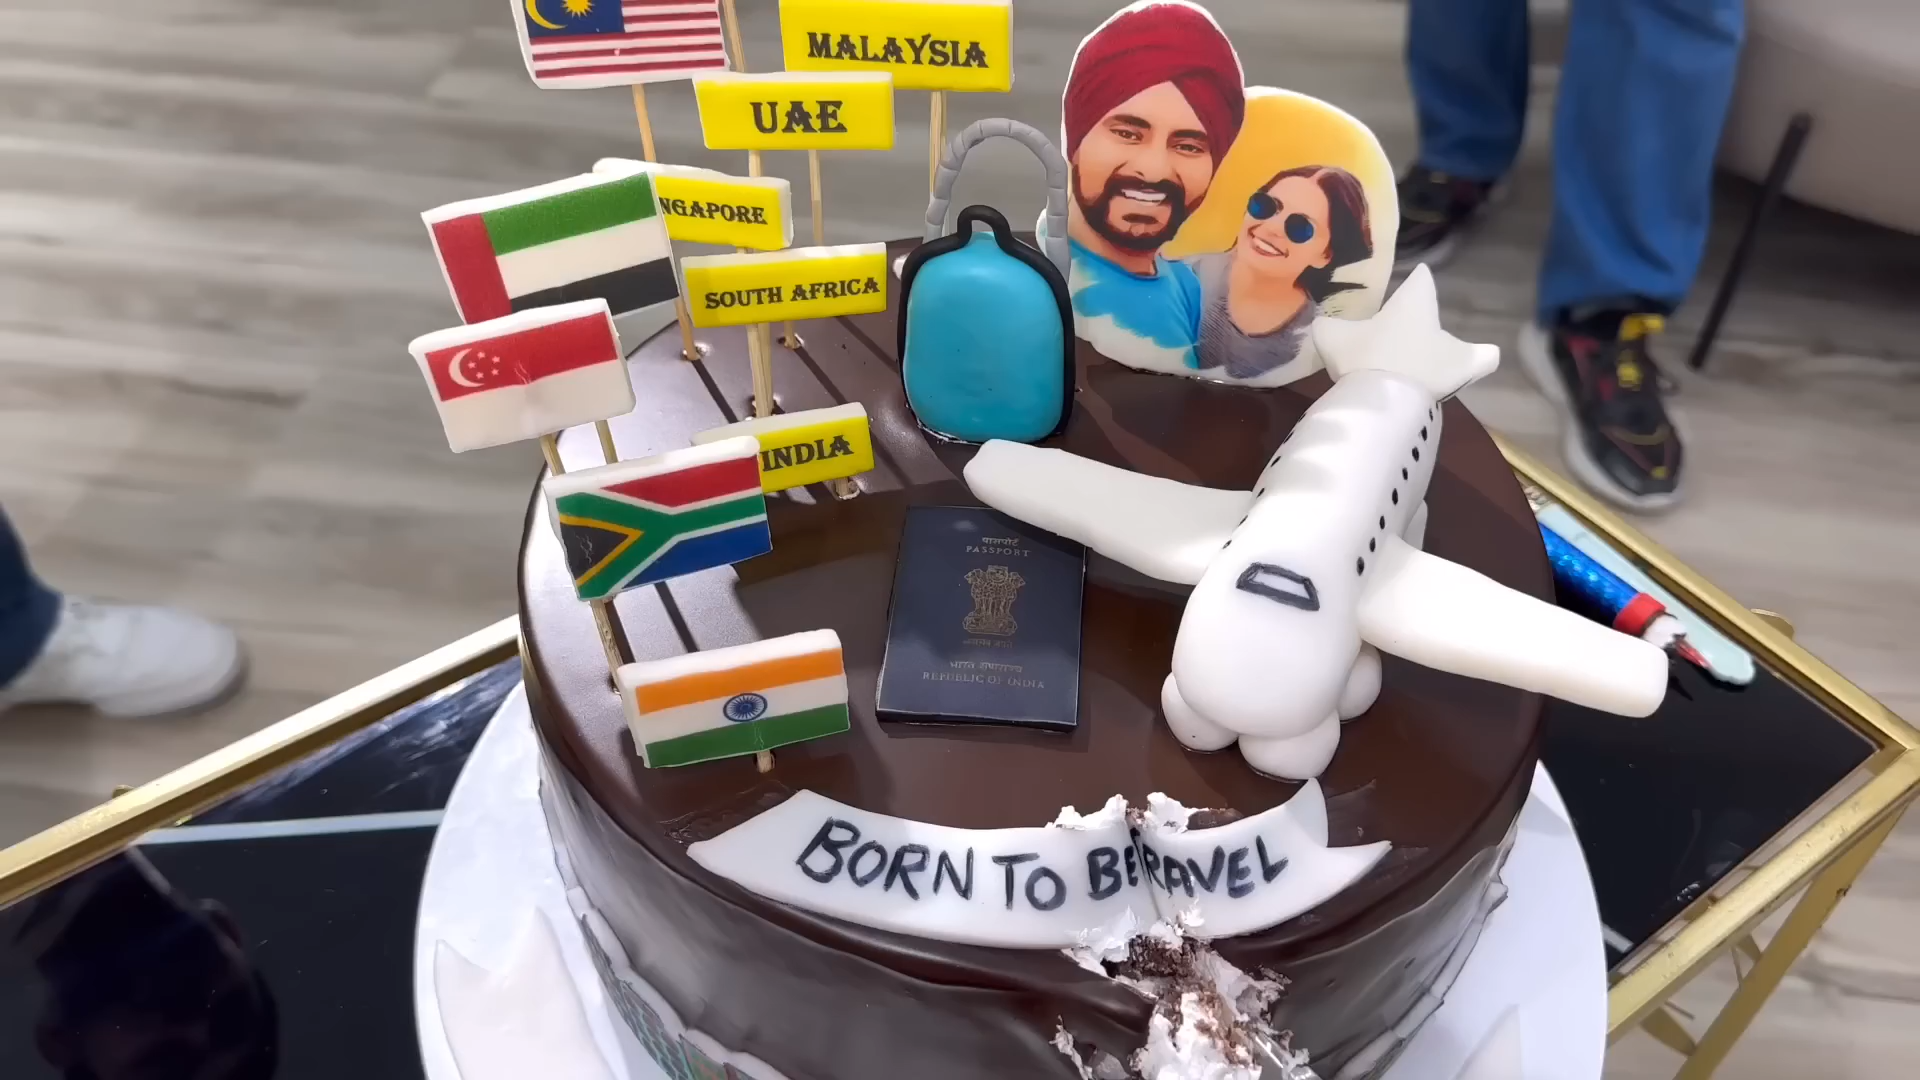 MALAYSIA
UAE
NGAPORE
SOUTH AFRICA
INDIA
पासपोर्ट
PASSPORT
भारत गणराज्य
REPUBLIC OF INDIA
BORN TO BE RAVEL